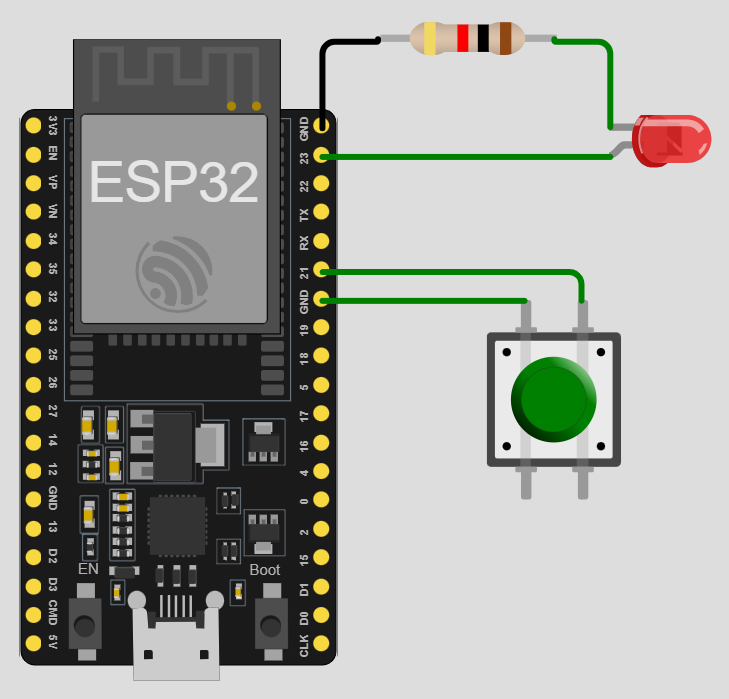 ESP32
3V3
EN
VP
VN
34
35
32
33
25
26
27
14
12
GND
13
D2
D3
CMD
5V
GND
23
22
TX
RX
21
GND
19
18
5
17
16
4
0
2
15
D1
D0
CLK
EN
Boot